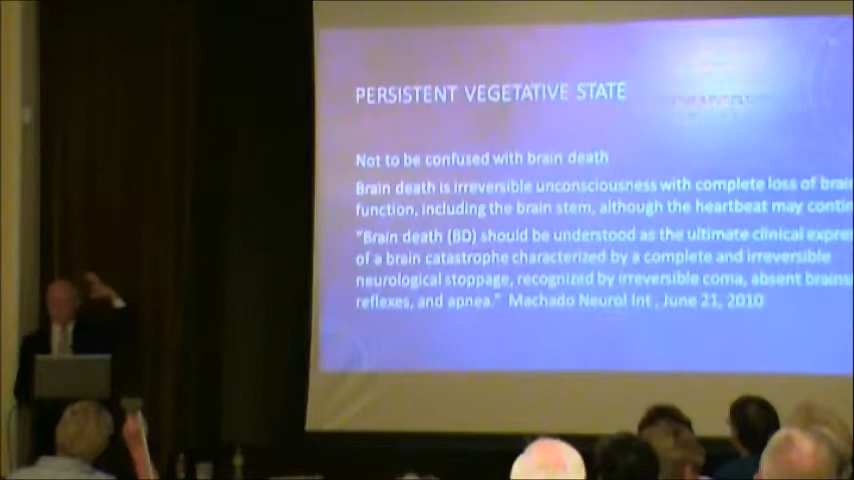 PERSISTENT VEGETATIVE STATE
Not to be confused with brain death
Brain death is irreversible unconsciousness with complete loss of brain
function, including the brain stem, although the heartbeat may contin
"Brain death (BD) should be understood as the ultimate clinical expre
of a brain catastrophe characterized by a complete and irreversible
neurological stoppage, recognized by irreversible coma, absent brains
reflexes, and apnea." Machado Neurol Int , June 21, 2010